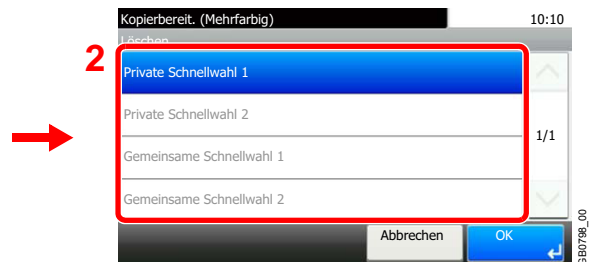 Kopierbereit. (Mehrfarbig) 10:10
Löschen
2
Private Schnellwahl 1
Private Schnellwahl 2
1/1
Gemeinsame Schnellwahl 1
Gemeinsame Schnellwahl 2
Abbrechen OK
GB0798_00